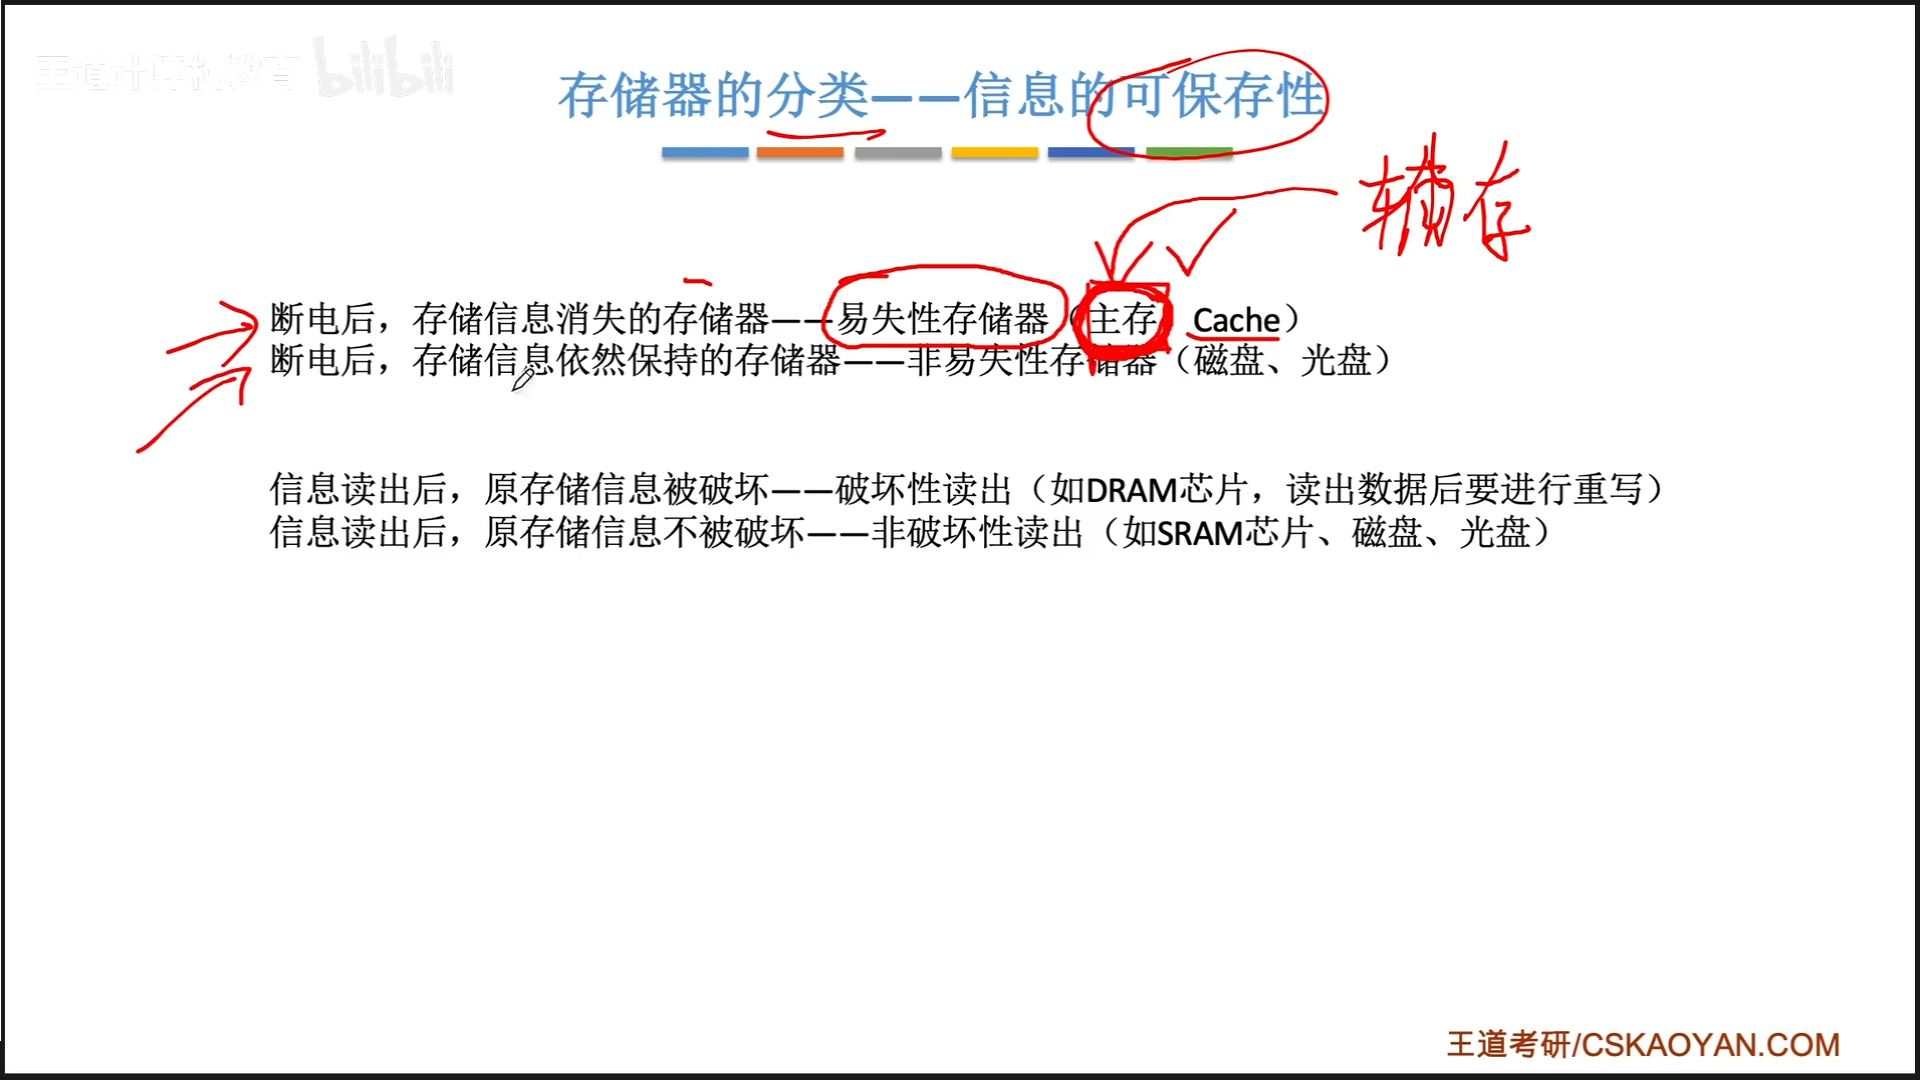 王道计算机教育 bilibili
存储器的分类——信息的可保存性
辅存
断电后，存储信息消失的存储器——易失性存储器（主存、Cache）
断电后，存储信息依然保持的存储器——非易失性存储器（磁盘、光盘）
信息读出后，原存储信息被破坏——破坏性读出（如DRAM芯片，读出数据后要进行重写）
信息读出后，原存储信息不被破坏——非破坏性读出（如SRAM芯片、磁盘、光盘）
王道考研/CSKAOYAN.COM